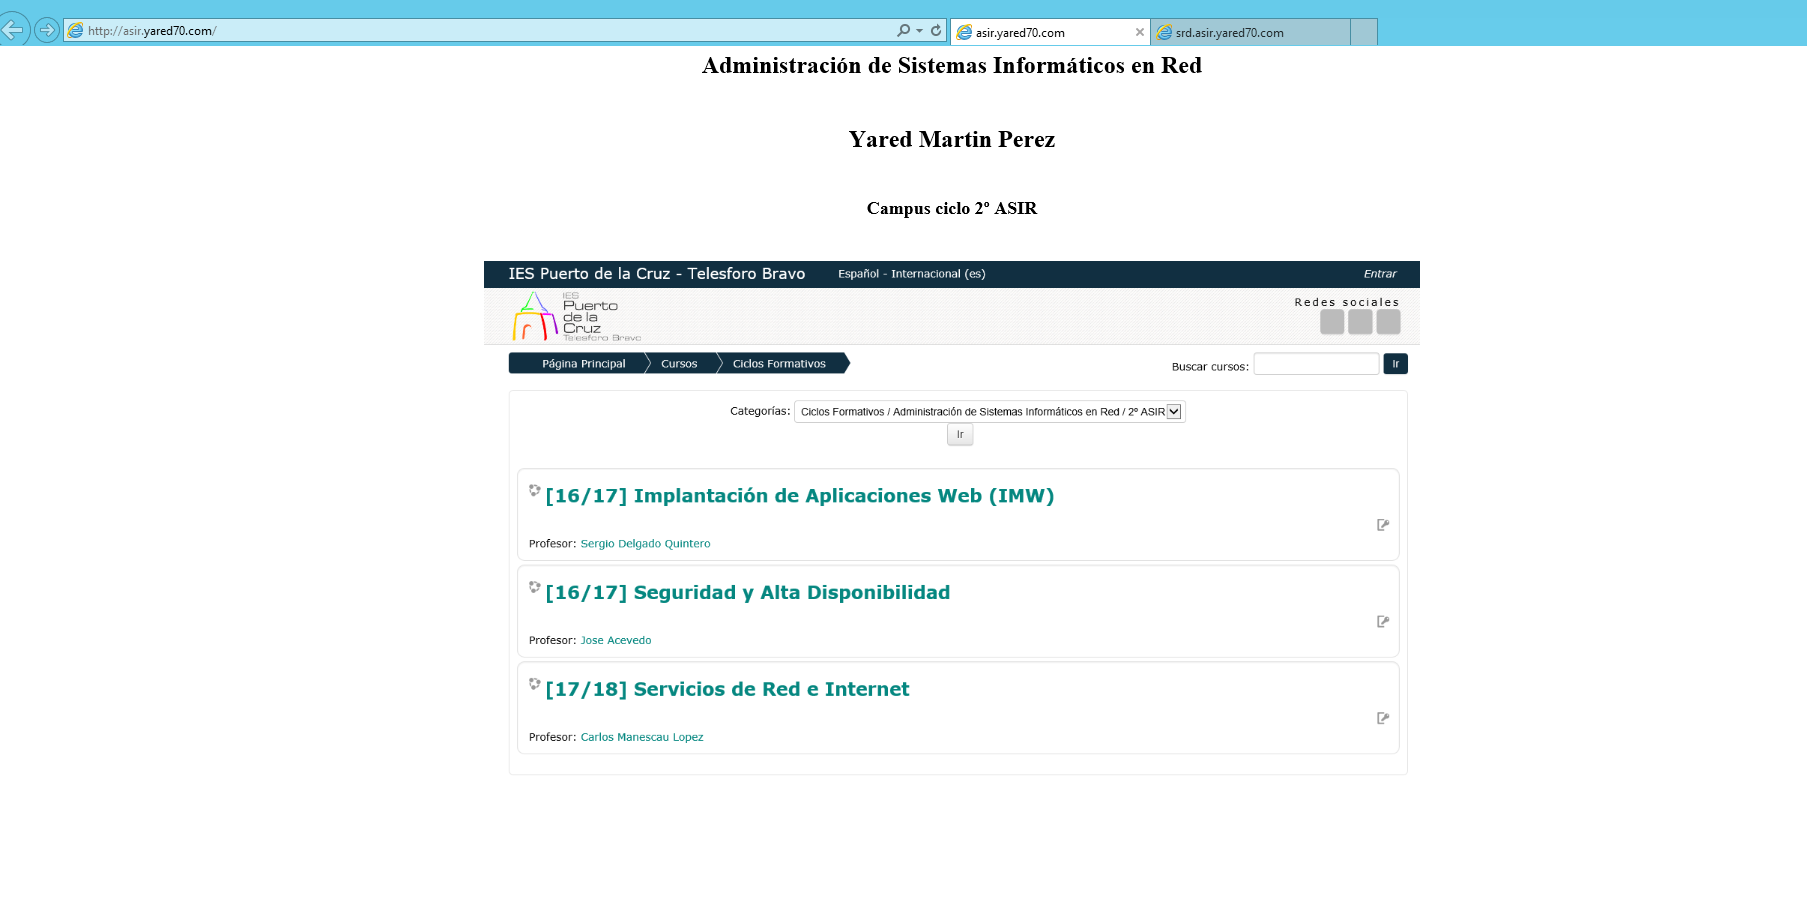 http://asir.yared70.com/
asir.yared70.com
srd.asir.yared70.com
Administración de Sistemas Informáticos en Red
Yared Martin Perez
Campus ciclo 2º ASIR
IES Puerto de la Cruz - Telesforo Bravo
Español - Internacional (es)
Entrar
IES
Puerto
de la
Cruz
Telesforo Bravo
Redes sociales
Página Principal
Cursos
Ciclos Formativos
Buscar cursos:
Ir
Categorías:
Ciclos Formativos / Administración de Sistemas Informáticos en Red / 2º ASIR
Ir
[16/17] Implantación de Aplicaciones Web (IMW)
Profesor: Sergio Delgado Quintero
[16/17] Seguridad y Alta Disponibilidad
Profesor: Jose Acevedo
[17/18] Servicios de Red e Internet
Profesor: Carlos Manescau Lopez